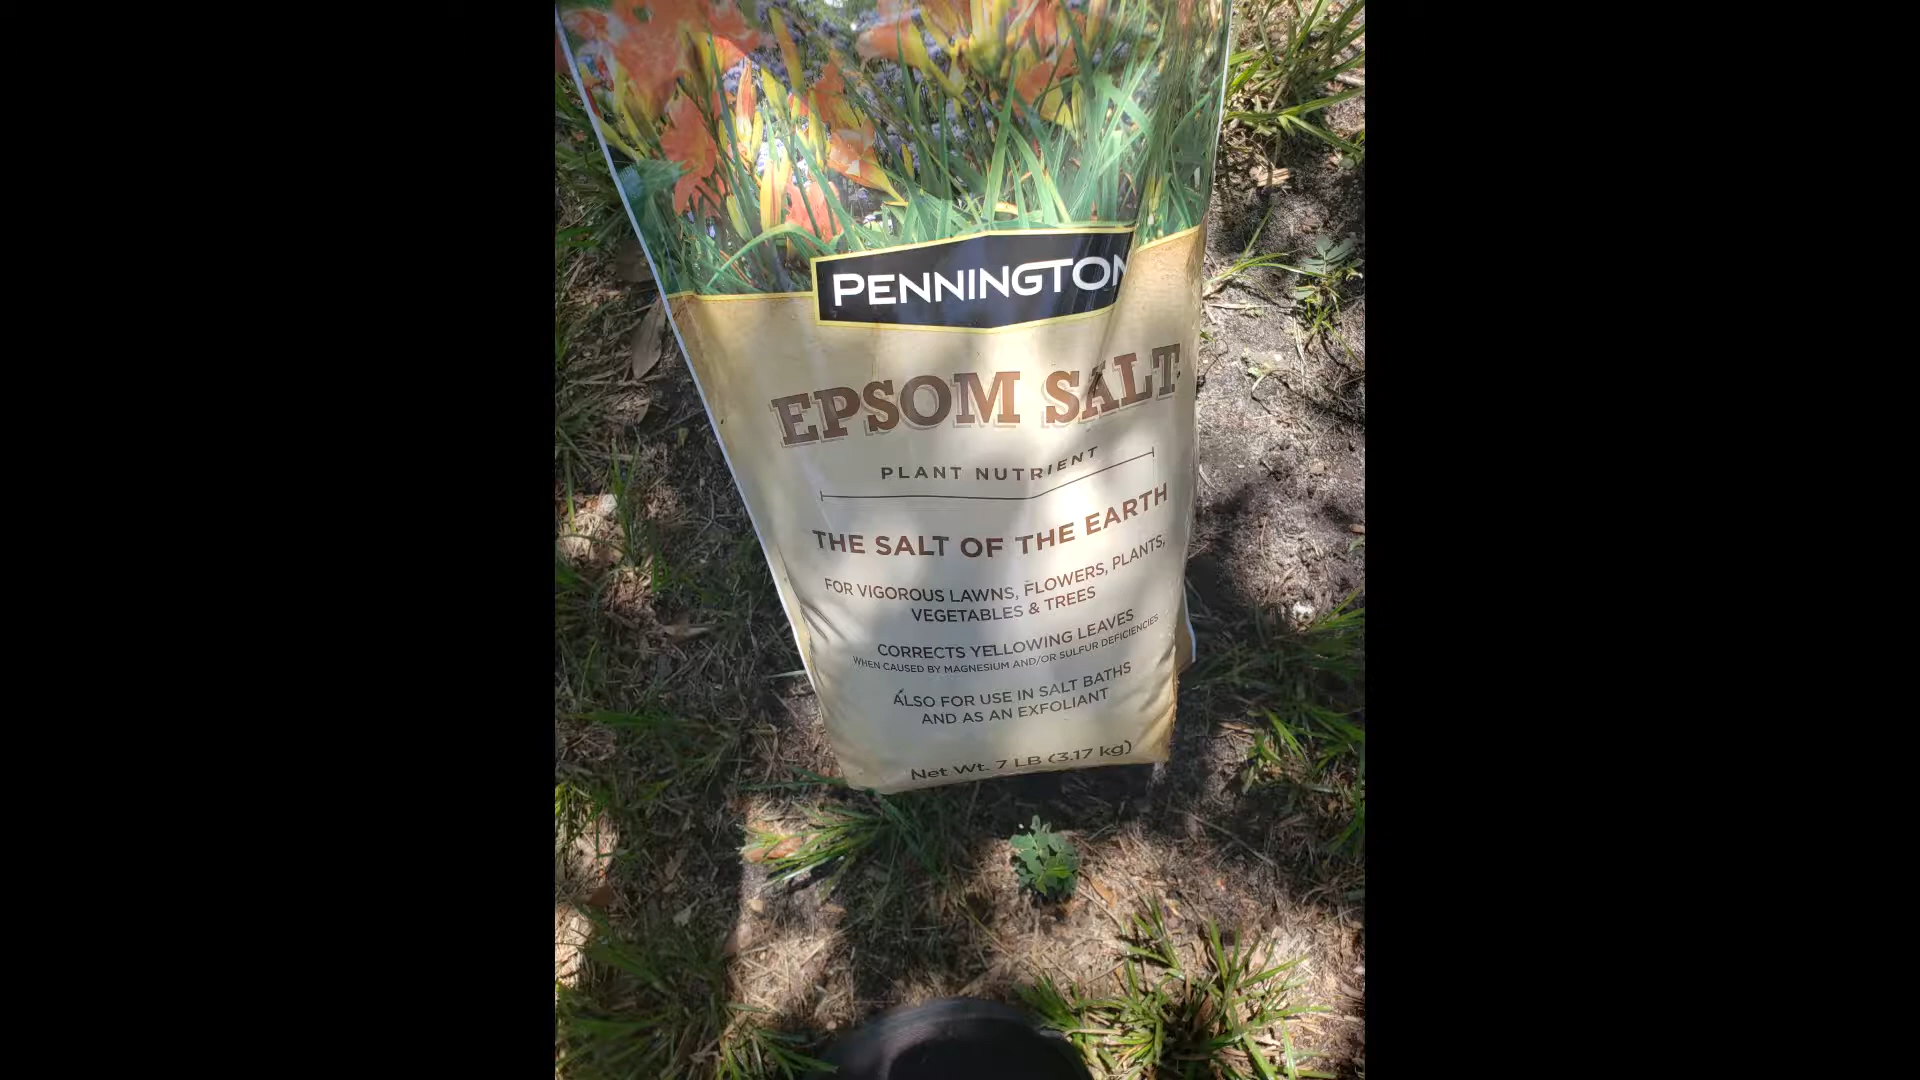 PENNINGTON
EPSOM SALT
PLANT NUTRIENT
THE SALT OF THE EARTH
FOR VIGOROUS LAWNS, FLOWERS, PLANTS,
VEGETABLES & TREES
CORRECTS YELLOWING LEAVES
WHEN CAUSED BY MAGNESIUM AND/OR SULFUR DEFICIENCIES
ALSO FOR USE IN SALT BATHS
AND AS AN EXFOLIANT
Net Wt. 7 LB (3.17 kg)